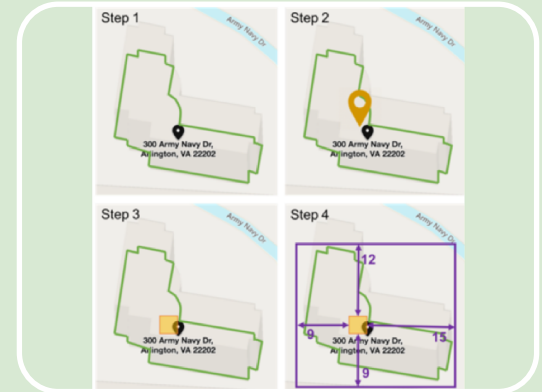 Step 1
Army Navy Dr
300 Army Navy Dr,
Arlington, VA 22202
Step 2
Army Navy Dr
300 Army Navy Dr,
Arlington, VA 22202
Step 3
Army Navy Dr
300 Army Navy Dr,
Arlington, VA 22202
Step 4
Army Navy Dr
12
9
15
300 Army Navy Dr,
Arlington, VA 22202
9